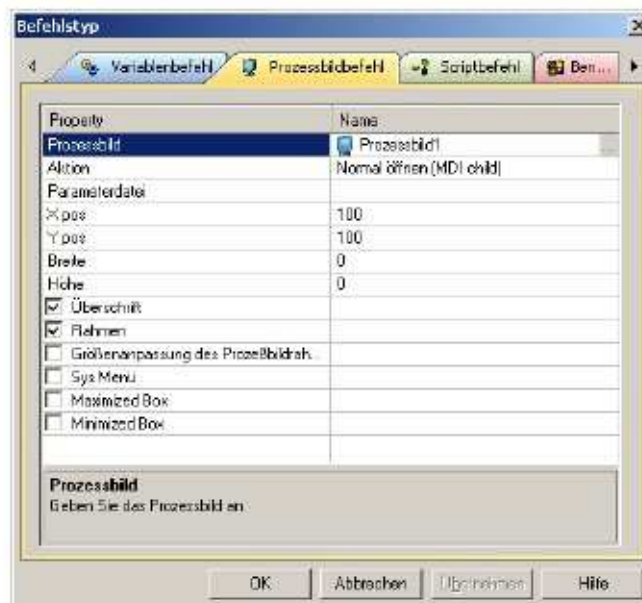 Befehlstyp
Variablenbefehl Prozessbildbefehl Scriptbefehl Ben...
Property Name
Prozessbild Prozessbild1
Aktion Normal öffnen (MDI child)
Parameterdatei
X pos 100
Y pos 100
Breite 0
Höhe 0
Überschrift
Rahmen
Größenanpassung des Prozeßbildrah...
Sys Menu
Maximized Box
Minimized Box
Prozessbild
Geben Sie das Prozessbild an
OK Abbrechen Übernehmen Hilfe